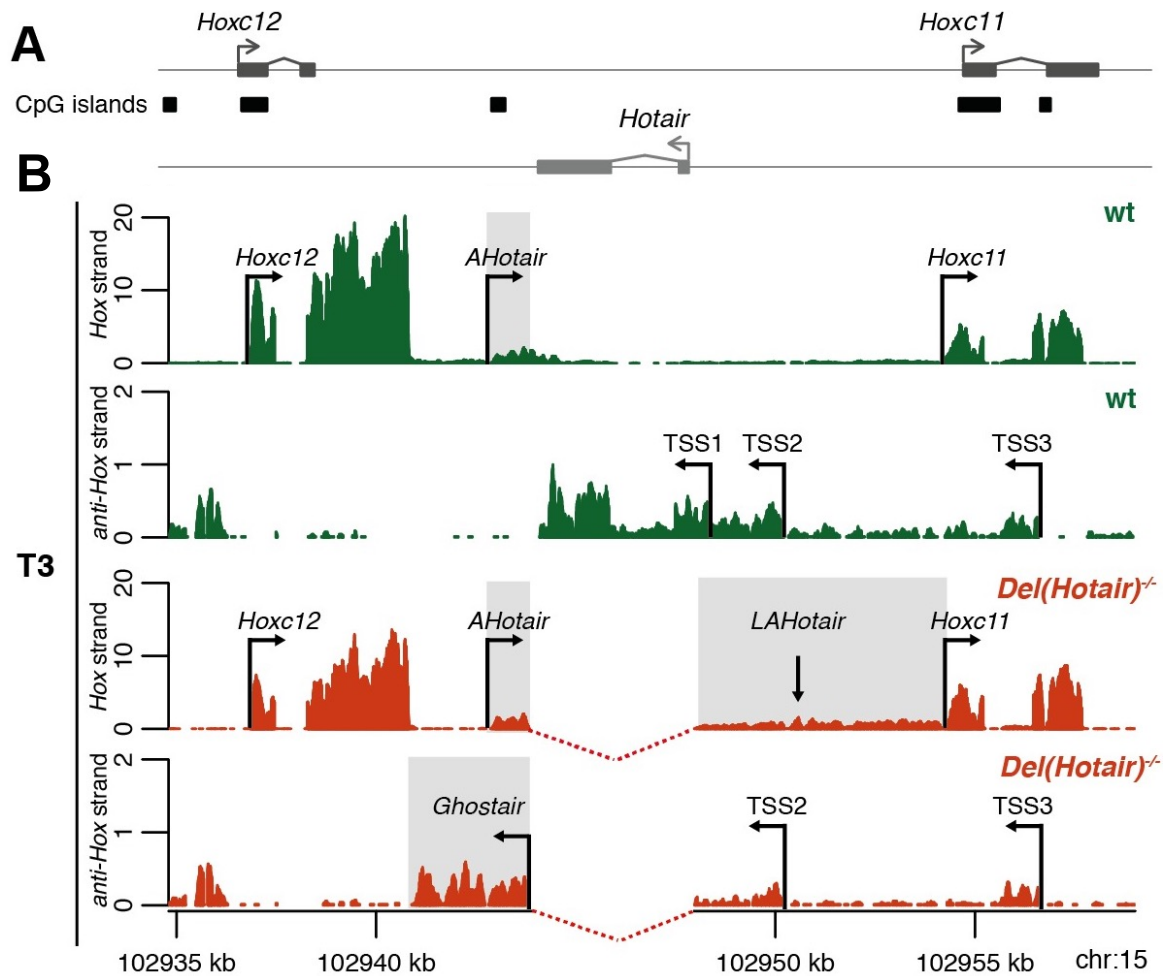 A
Hoxc12
Hoxc11
CpG islands
Hotair
B
wt
Hox strand
20
10
0
Hoxc12
AHotair
Hoxc11
wt
anti-Hox strand
2
1
0
TSS1
TSS2
TSS3
T3
Del(Hotair)-/-
Hox strand
20
10
0
Hoxc12
AHotair
LAHotair
Hoxc11
Del(Hotair)-/-
anti-Hox strand
2
1
0
Ghostair
TSS2
TSS3
102935 kb
102940 kb
102950 kb
102955 kb
chr:15